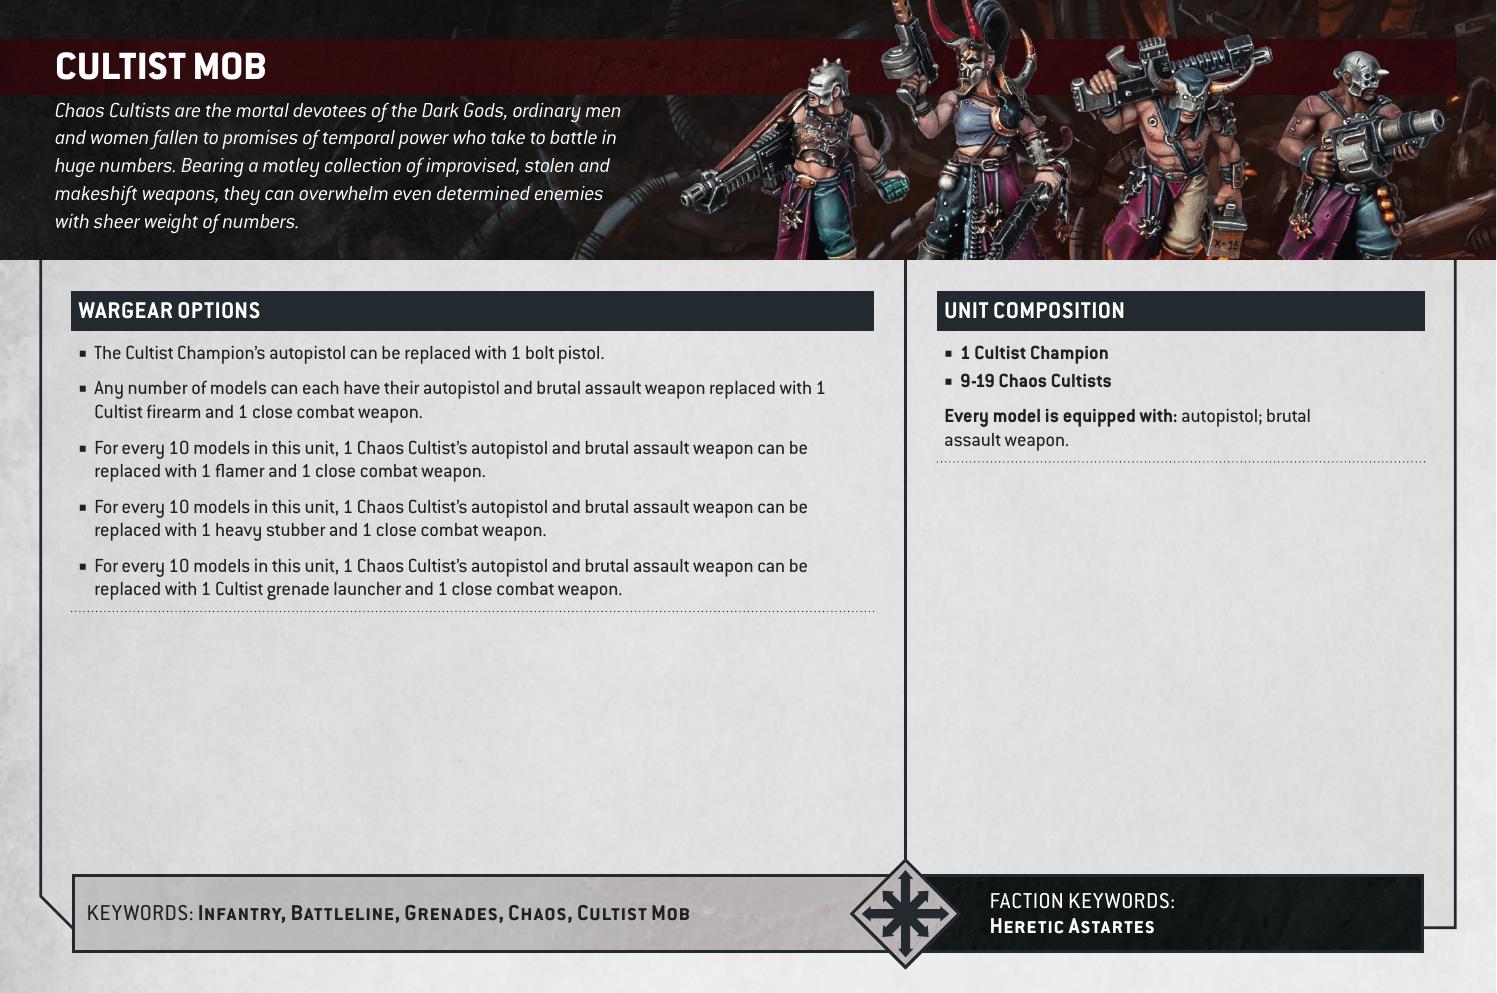 CULTIST MOB
Chaos Cultists are the mortal devotees of the Dark Gods, ordinary men
and women fallen to promises of temporal power who take to battle in
huge numbers. Bearing a motley collection of improvised, stolen and
makeshift weapons, they can overwhelm even determined enemies
with sheer weight of numbers.
X-25
WARGEAR OPTIONS
▪ The Cultist Champion’s autopistol can be replaced with 1 bolt pistol.
▪ Any number of models can each have their autopistol and brutal assault weapon replaced with 1
Cultist firearm and 1 close combat weapon.
▪ For every 10 models in this unit, 1 Chaos Cultist’s autopistol and brutal assault weapon can be
replaced with 1 flamer and 1 close combat weapon.
▪ For every 10 models in this unit, 1 Chaos Cultist’s autopistol and brutal assault weapon can be
replaced with 1 heavy stubber and 1 close combat weapon.
▪ For every 10 models in this unit, 1 Chaos Cultist’s autopistol and brutal assault weapon can be
replaced with 1 Cultist grenade launcher and 1 close combat weapon.
UNIT COMPOSITION
▪ 1 Cultist Champion
▪ 9-19 Chaos Cultists
Every model is equipped with: autopistol; brutal
assault weapon.
KEYWORDS: Infantry, Battleline, Grenades, Chaos, Cultist Mob
FACTION KEYWORDS:
Heretic Astartes